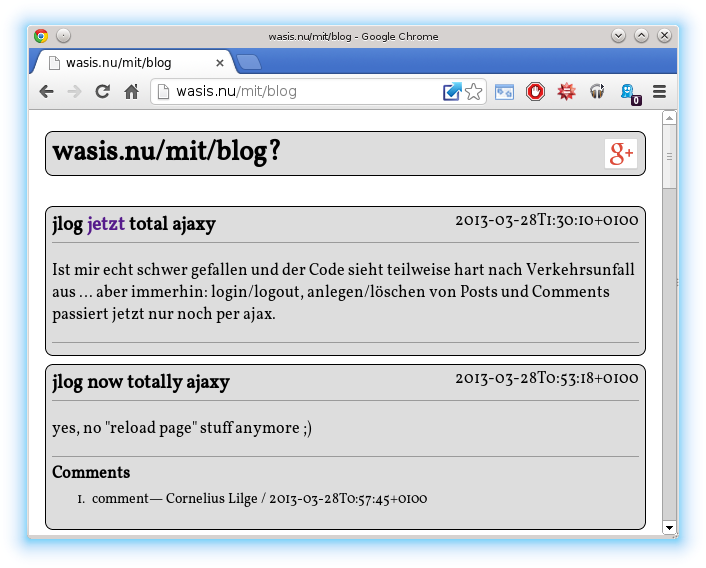 wasis.nu/mit/blog - Google Chrome
wasis.nu/mit/blog
wasis.nu/mit/blog
0
wasis.nu/mit/blog?
g+
jlog jetzt total ajaxy
2013-03-28T1:30:10+0100
Ist mir echt schwer gefallen und der Code sieht teilweise hart nach Verkehrsunfall
aus … aber immerhin: login/logout, anlegen/löschen von Posts und Comments
passiert jetzt nur noch per ajax.
jlog now totally ajaxy
2013-03-28T0:53:18+0100
yes, no "reload page" stuff anymore ;)
Comments
1. comment— Cornelius Lilge / 2013-03-28T0:57:45+0100